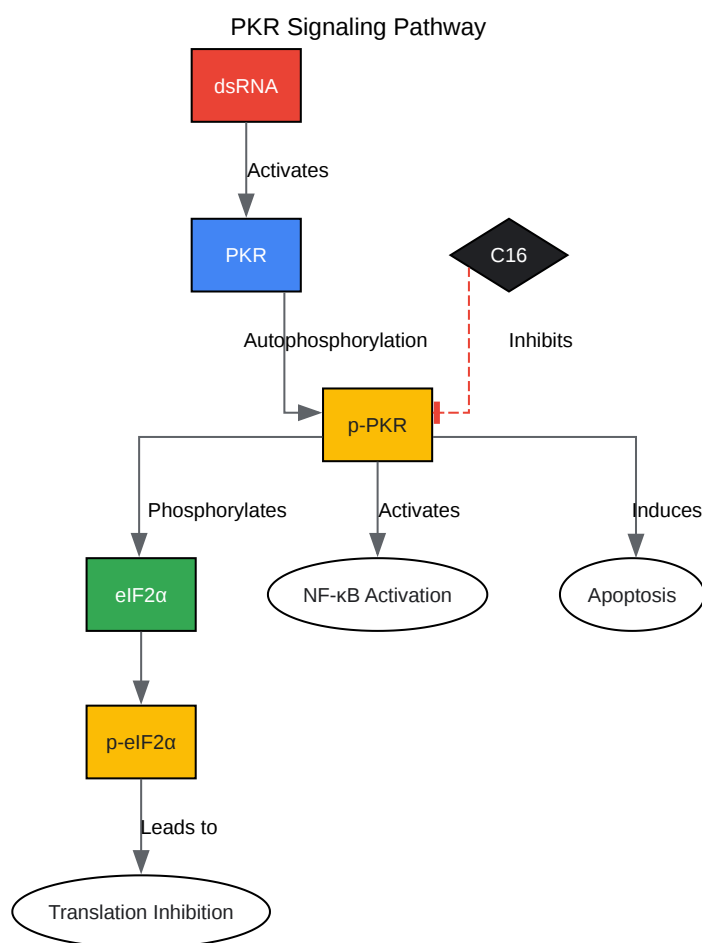 PKR Signaling Pathway
dsRNA
Activates
PKR
C16
Autophosphorylation
Inhibits
p-PKR
Phosphorylates
Activates
Induces
eIF2α
NF-κB Activation
Apoptosis
p-eIF2α
Leads to
Translation Inhibition